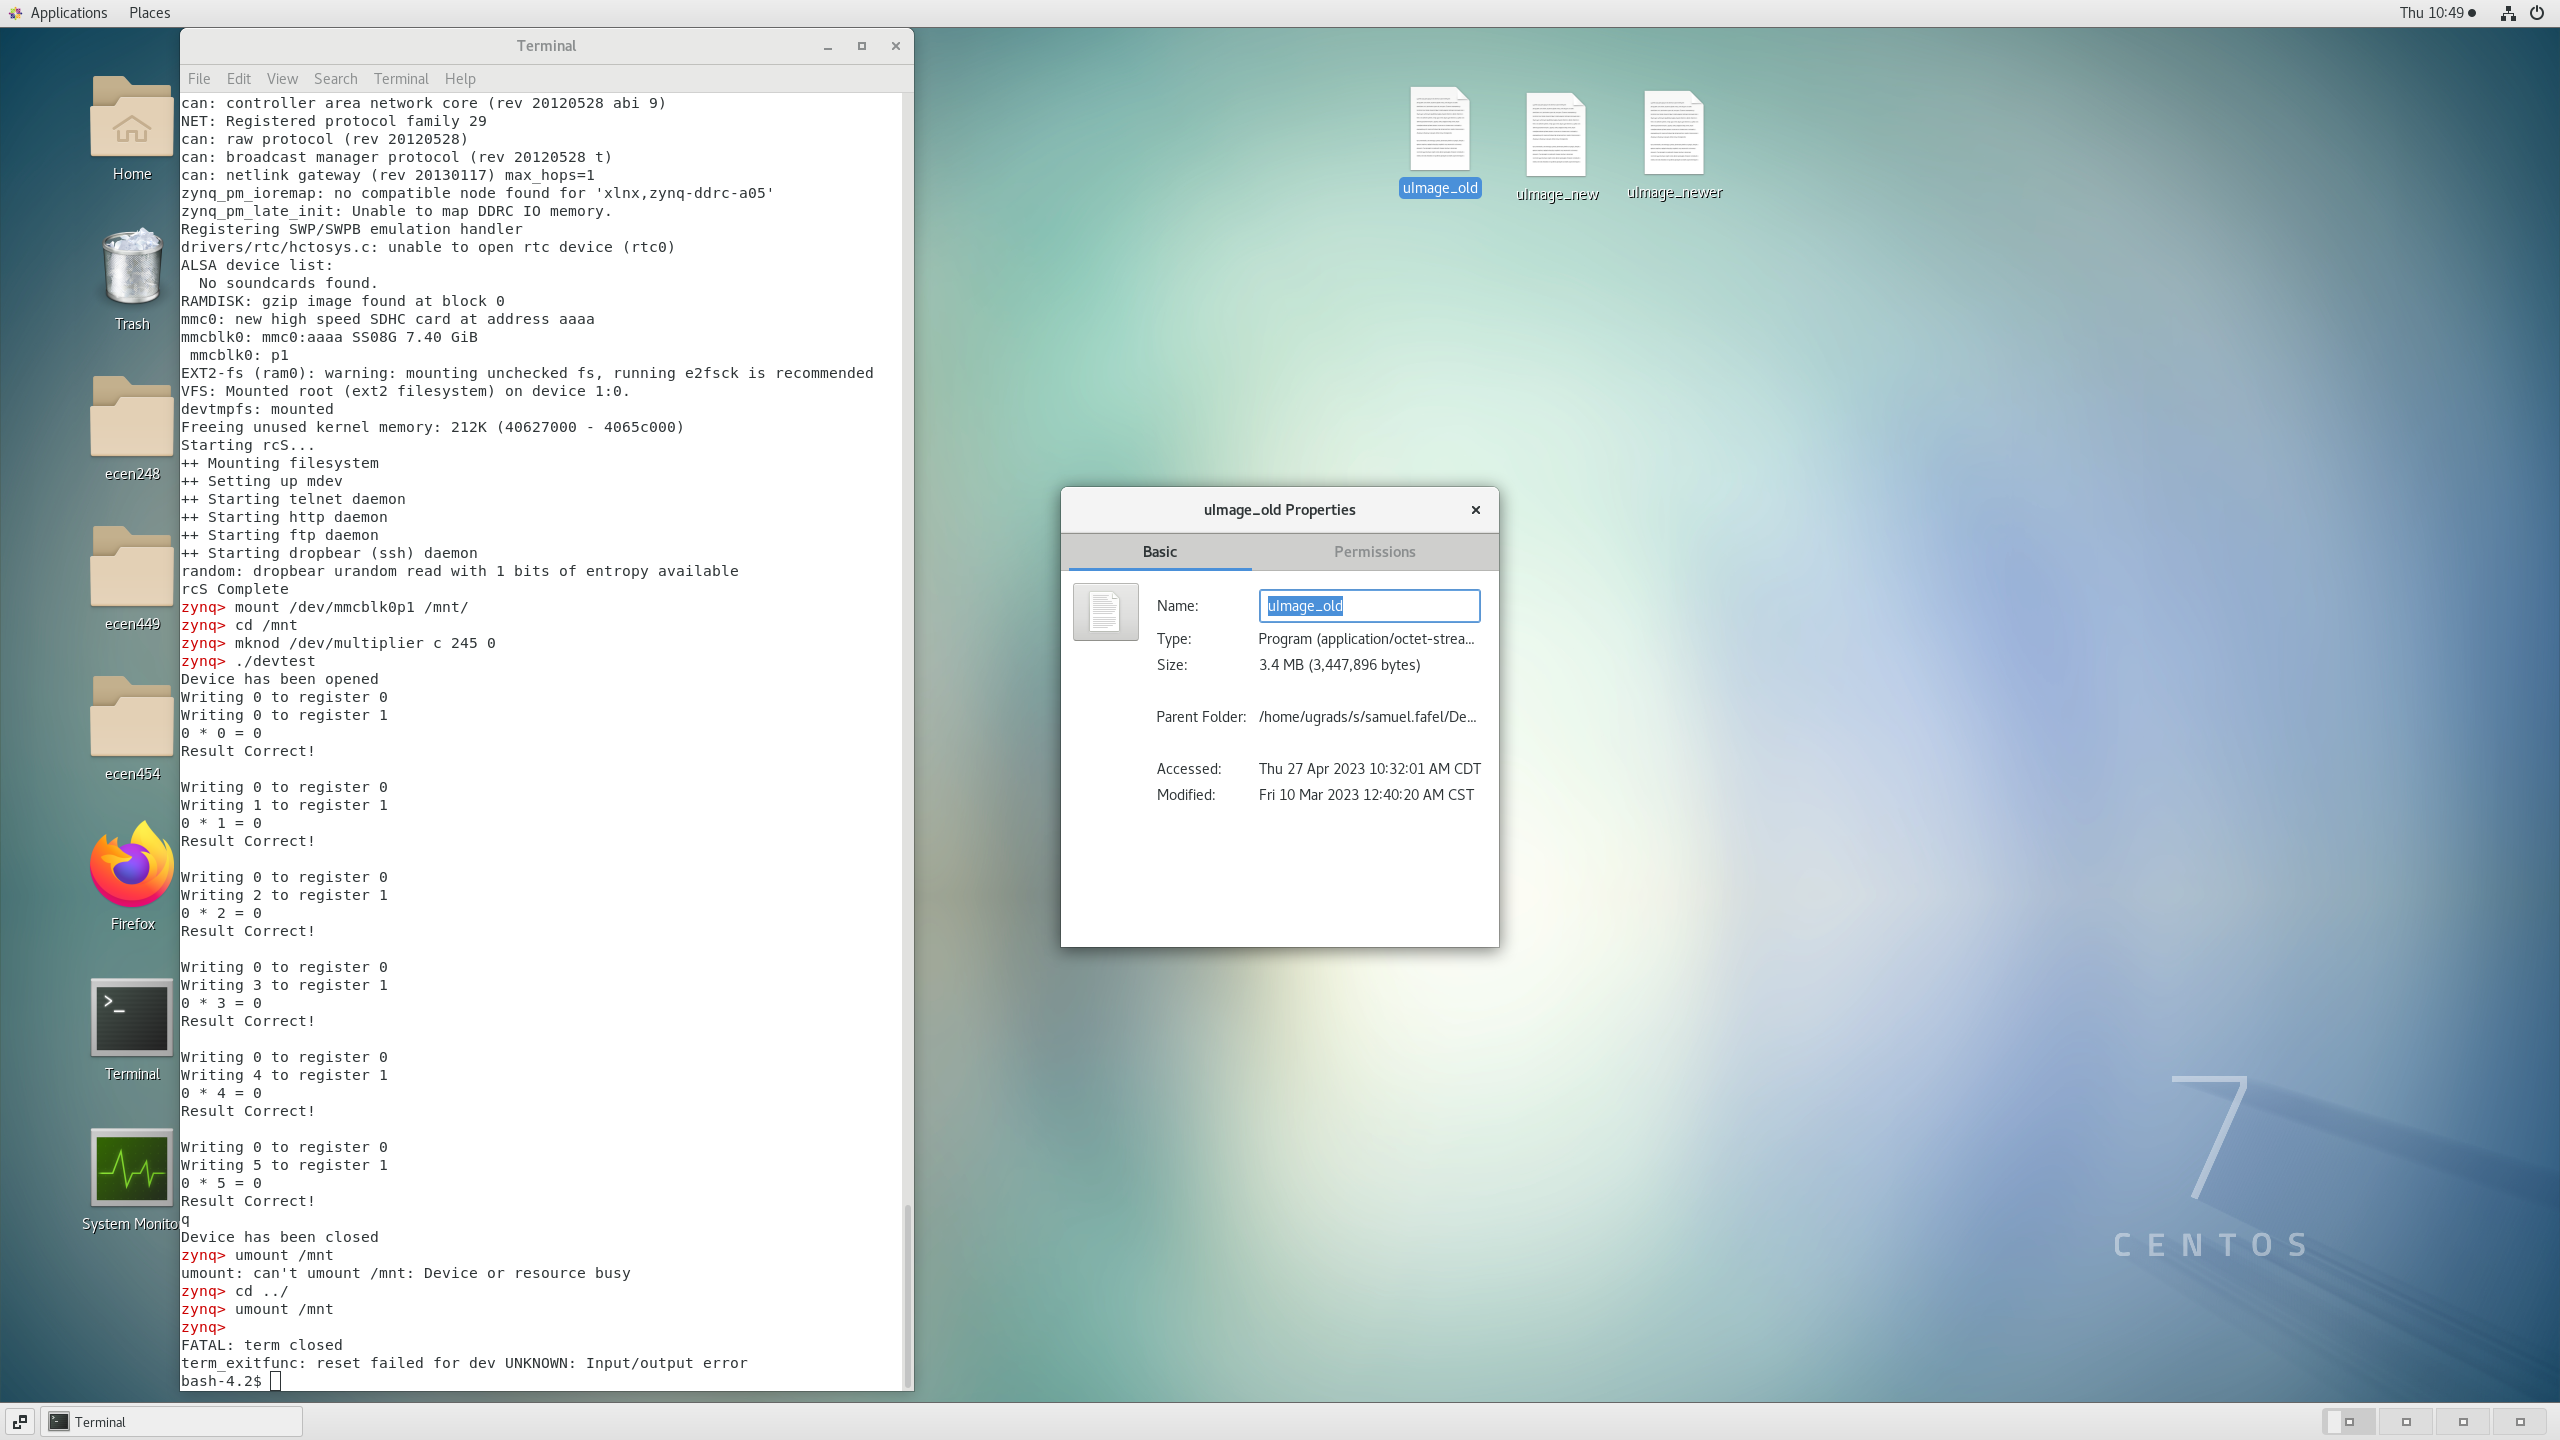 Applications Places
Thu 10:49
Terminal
File Edit View Search Terminal Help
can: controller area network core (rev 20120528 abi 9)
NET: Registered protocol family 29
can: raw protocol (rev 20120528)
can: broadcast manager protocol (rev 20120528 t)
can: netlink gateway (rev 20130117) max_hops=1
zynq_pm_ioremap: no compatible node found for 'xlnx,zynq-ddrc-a05'
zynq_pm_late_init: Unable to map DDRC IO memory.
Registering SWP/SWPB emulation handler
drivers/rtc/hctosys.c: unable to open rtc device (rtc0)
ALSA device list:
  No soundcards found.
RAMDISK: gzip image found at block 0
mmc0: new high speed SDHC card at address aaaa
mmcblk0: mmc0:aaaa SS08G 7.40 GiB
 mmcblk0: p1
EXT2-fs (ram0): warning: mounting unchecked fs, running e2fsck is recommended
VFS: Mounted root (ext2 filesystem) on device 1:0.
devtmpfs: mounted
Freeing unused kernel memory: 212K (40627000 - 4065c000)
Starting rcS...
++ Mounting filesystem
++ Setting up mdev
++ Starting telnet daemon
++ Starting http daemon
++ Starting ftp daemon
++ Starting dropbear (ssh) daemon
random: dropbear urandom read with 1 bits of entropy available
rcS Complete
zynq> mount /dev/mmcblk0p1 /mnt/
zynq> cd /mnt
zynq> mknod /dev/multiplier c 245 0
zynq> ./devtest
Device has been opened
Writing 0 to register 0
Writing 0 to register 1
0 * 0 = 0
Result Correct!
Writing 0 to register 0
Writing 1 to register 1
0 * 1 = 0
Result Correct!
Writing 0 to register 0
Writing 2 to register 1
0 * 2 = 0
Result Correct!
Writing 0 to register 0
Writing 3 to register 1
0 * 3 = 0
Result Correct!
Writing 0 to register 0
Writing 4 to register 1
0 * 4 = 0
Result Correct!
Writing 0 to register 0
Writing 5 to register 1
0 * 5 = 0
Result Correct!
q
Device has been closed
zynq> umount /mnt
umount: can't umount /mnt: Device or resource busy
zynq> cd ../
zynq> umount /mnt
zynq>
FATAL: term closed
term_exitfunc: reset failed for dev UNKNOWN: Input/output error
bash-4.2$
Home
Trash
ecen248
ecen449
ecen454
Firefox
Terminal
System Monito
uImage_old
uImage_new
uImage_newer
uImage_old Properties
Basic Permissions
Name: uImage_old
Type: Program (application/octet-strea...
Size: 3.4 MB (3,447,896 bytes)
Parent Folder: /home/ugrads/s/samuel.fafel/De...
Accessed: Thu 27 Apr 2023 10:32:01 AM CDT
Modified: Fri 10 Mar 2023 12:40:20 AM CST
7
CENTOS
Terminal